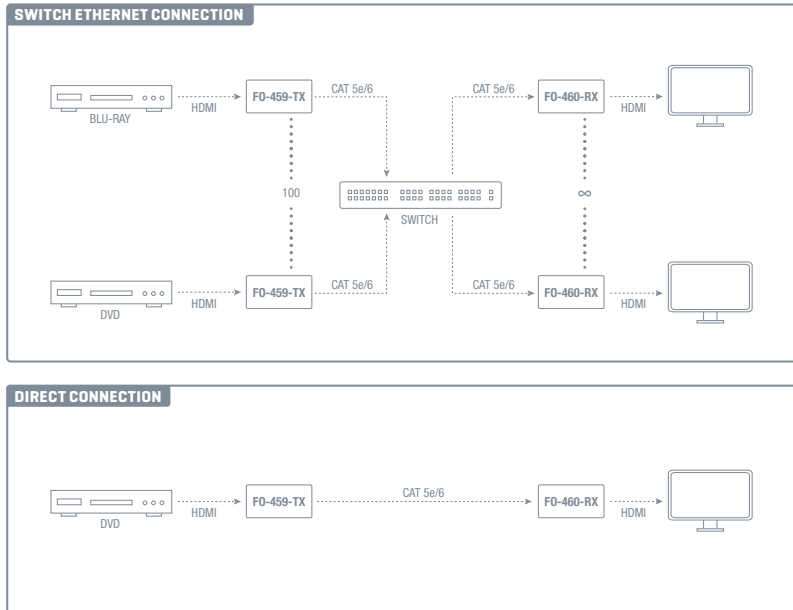 SWITCH ETHERNET CONNECTION
BLU-RAY
HDMI
FO-459-TX
CAT 5e/6
CAT 5e/6
FO-460-RX
HDMI
100
SWITCH
∞
DVD
HDMI
FO-459-TX
CAT 5e/6
CAT 5e/6
FO-460-RX
HDMI
DIRECT CONNECTION
DVD
HDMI
FO-459-TX
CAT 5e/6
FO-460-RX
HDMI